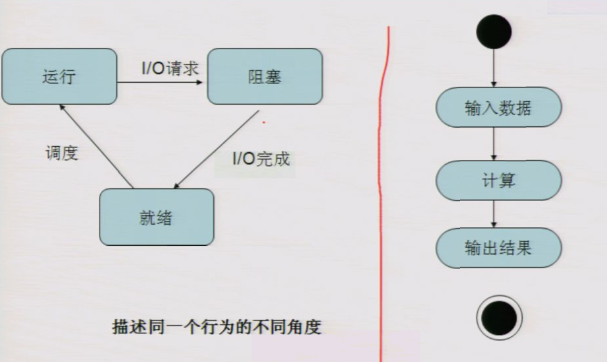 运行
I/O请求
阻塞
调度
I/O完成
就绪
描述同一个行为的不同角度
输入数据
计算
输出结果